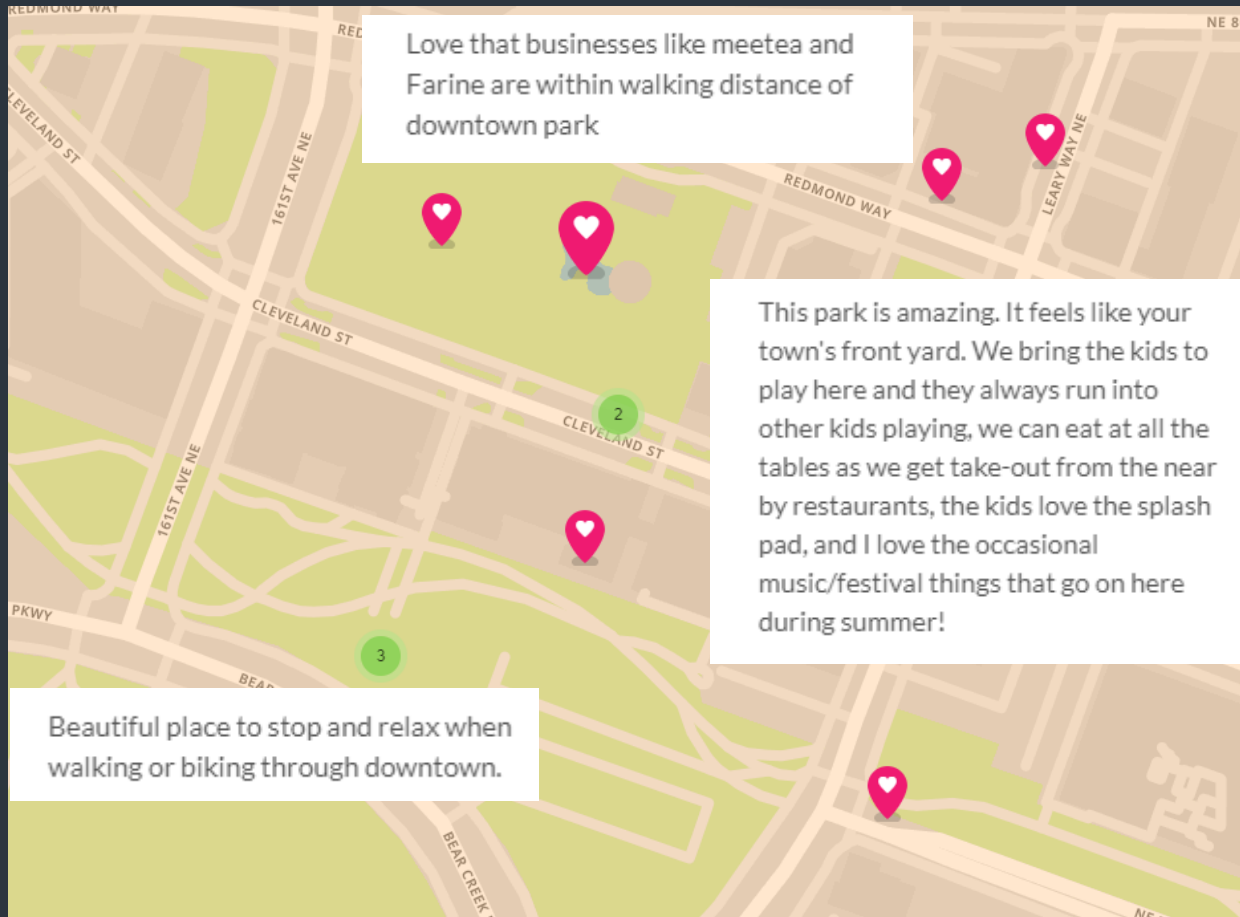 REDMOND WAY
RED
NE 8
Love that businesses like meetea and
Farine are within walking distance of
downtown park
CLEVELAND ST
161ST AVE NE
LEARY WAY NE
REDMOND WAY
CLEVELAND ST
This park is amazing. It feels like your
town's front yard. We bring the kids to
play here and they always run into
other kids playing, we can eat at all the
tables as we get take-out from the near
by restaurants, the kids love the splash
pad, and I love the occasional
music/festival things that go on here
during summer!
2
CLEVELAND ST
161ST AVE NE
PKWY
3
BEAR
Beautiful place to stop and relax when
walking or biking through downtown.
BEAR CREEK
NE